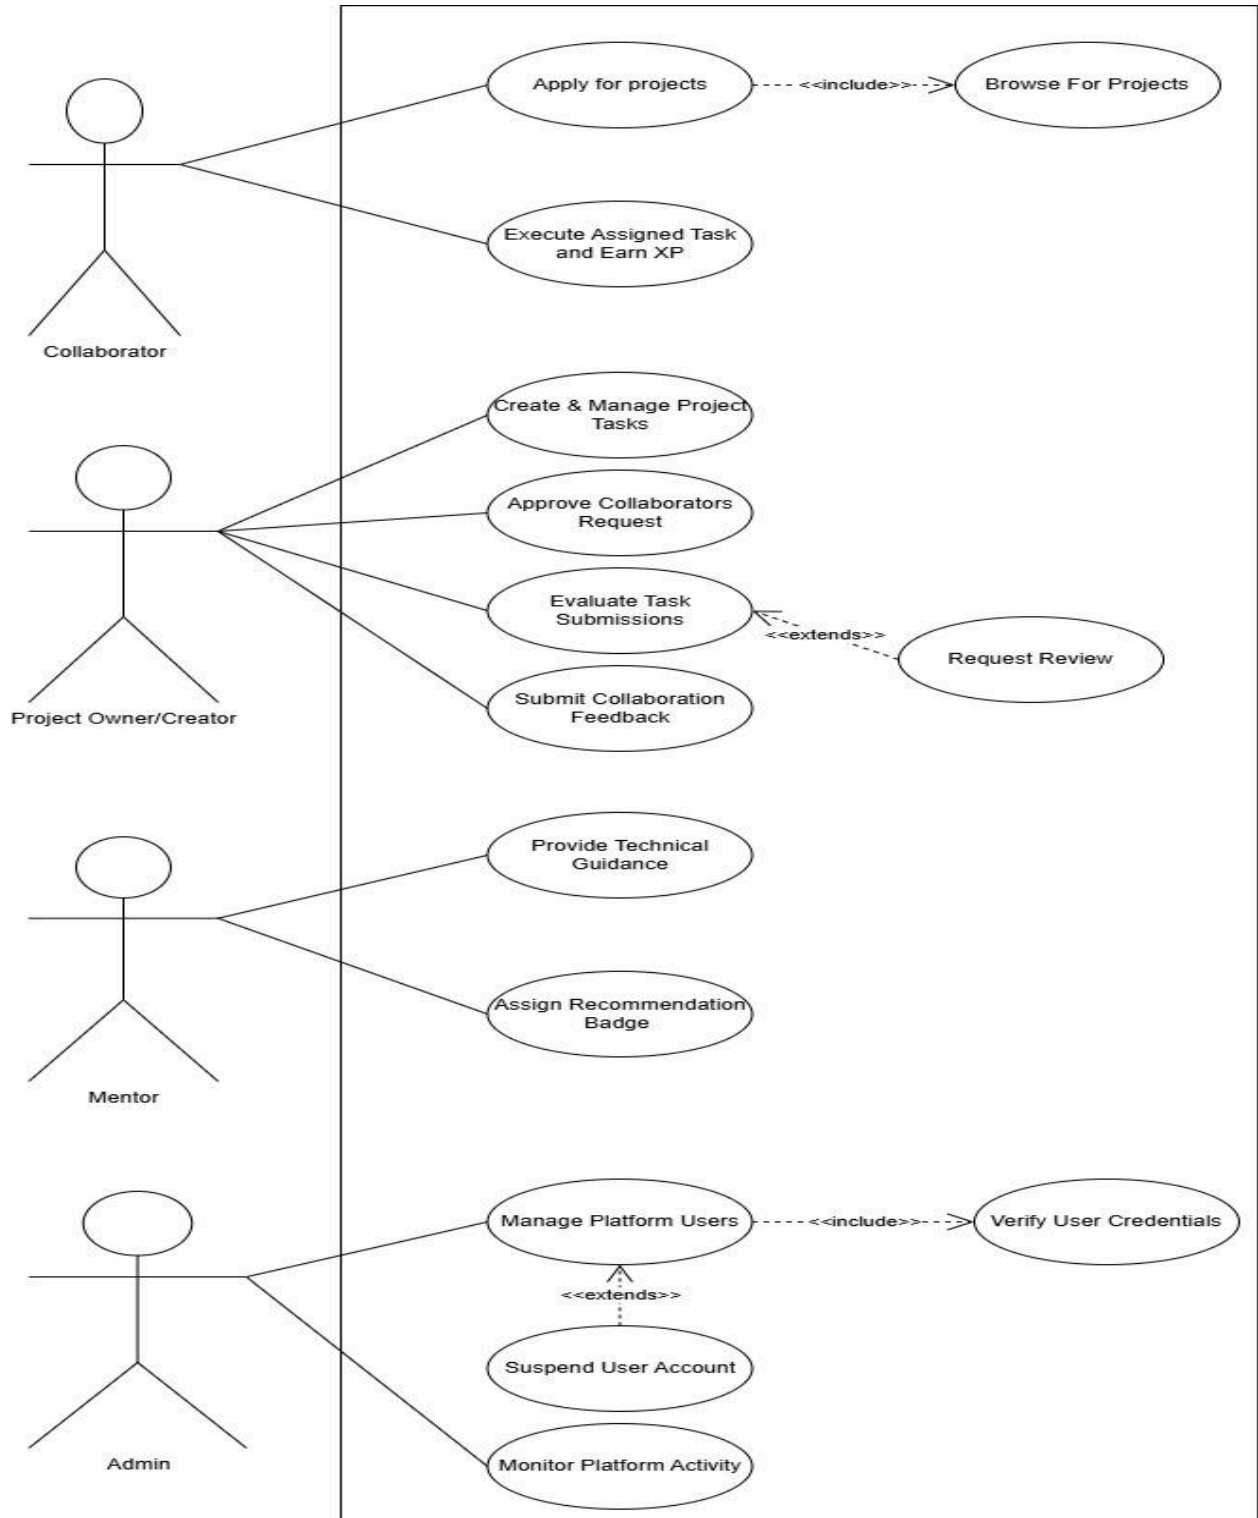 Apply for projects
<<include>>
Browse For Projects
Execute Assigned Task
and Earn XP
Collaborator
Create & Manage Project
Tasks
Approve Collaborators
Request
Evaluate Task
Submissions
<<extends>>
Request Review
Submit Collaboration
Feedback
Project Owner/Creator
Provide Technical
Guidance
Assign Recommendation
Badge
Mentor
Manage Platform Users
<<include>>
Verify User Credentials
<<extends>>
Suspend User Account
Monitor Platform Activity
Admin